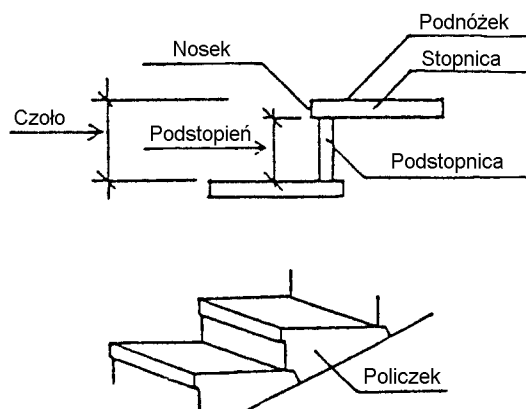 Podnóżek
Nosek
Stopnica
Czoło
Podstopień
Podstopnica
Policzek